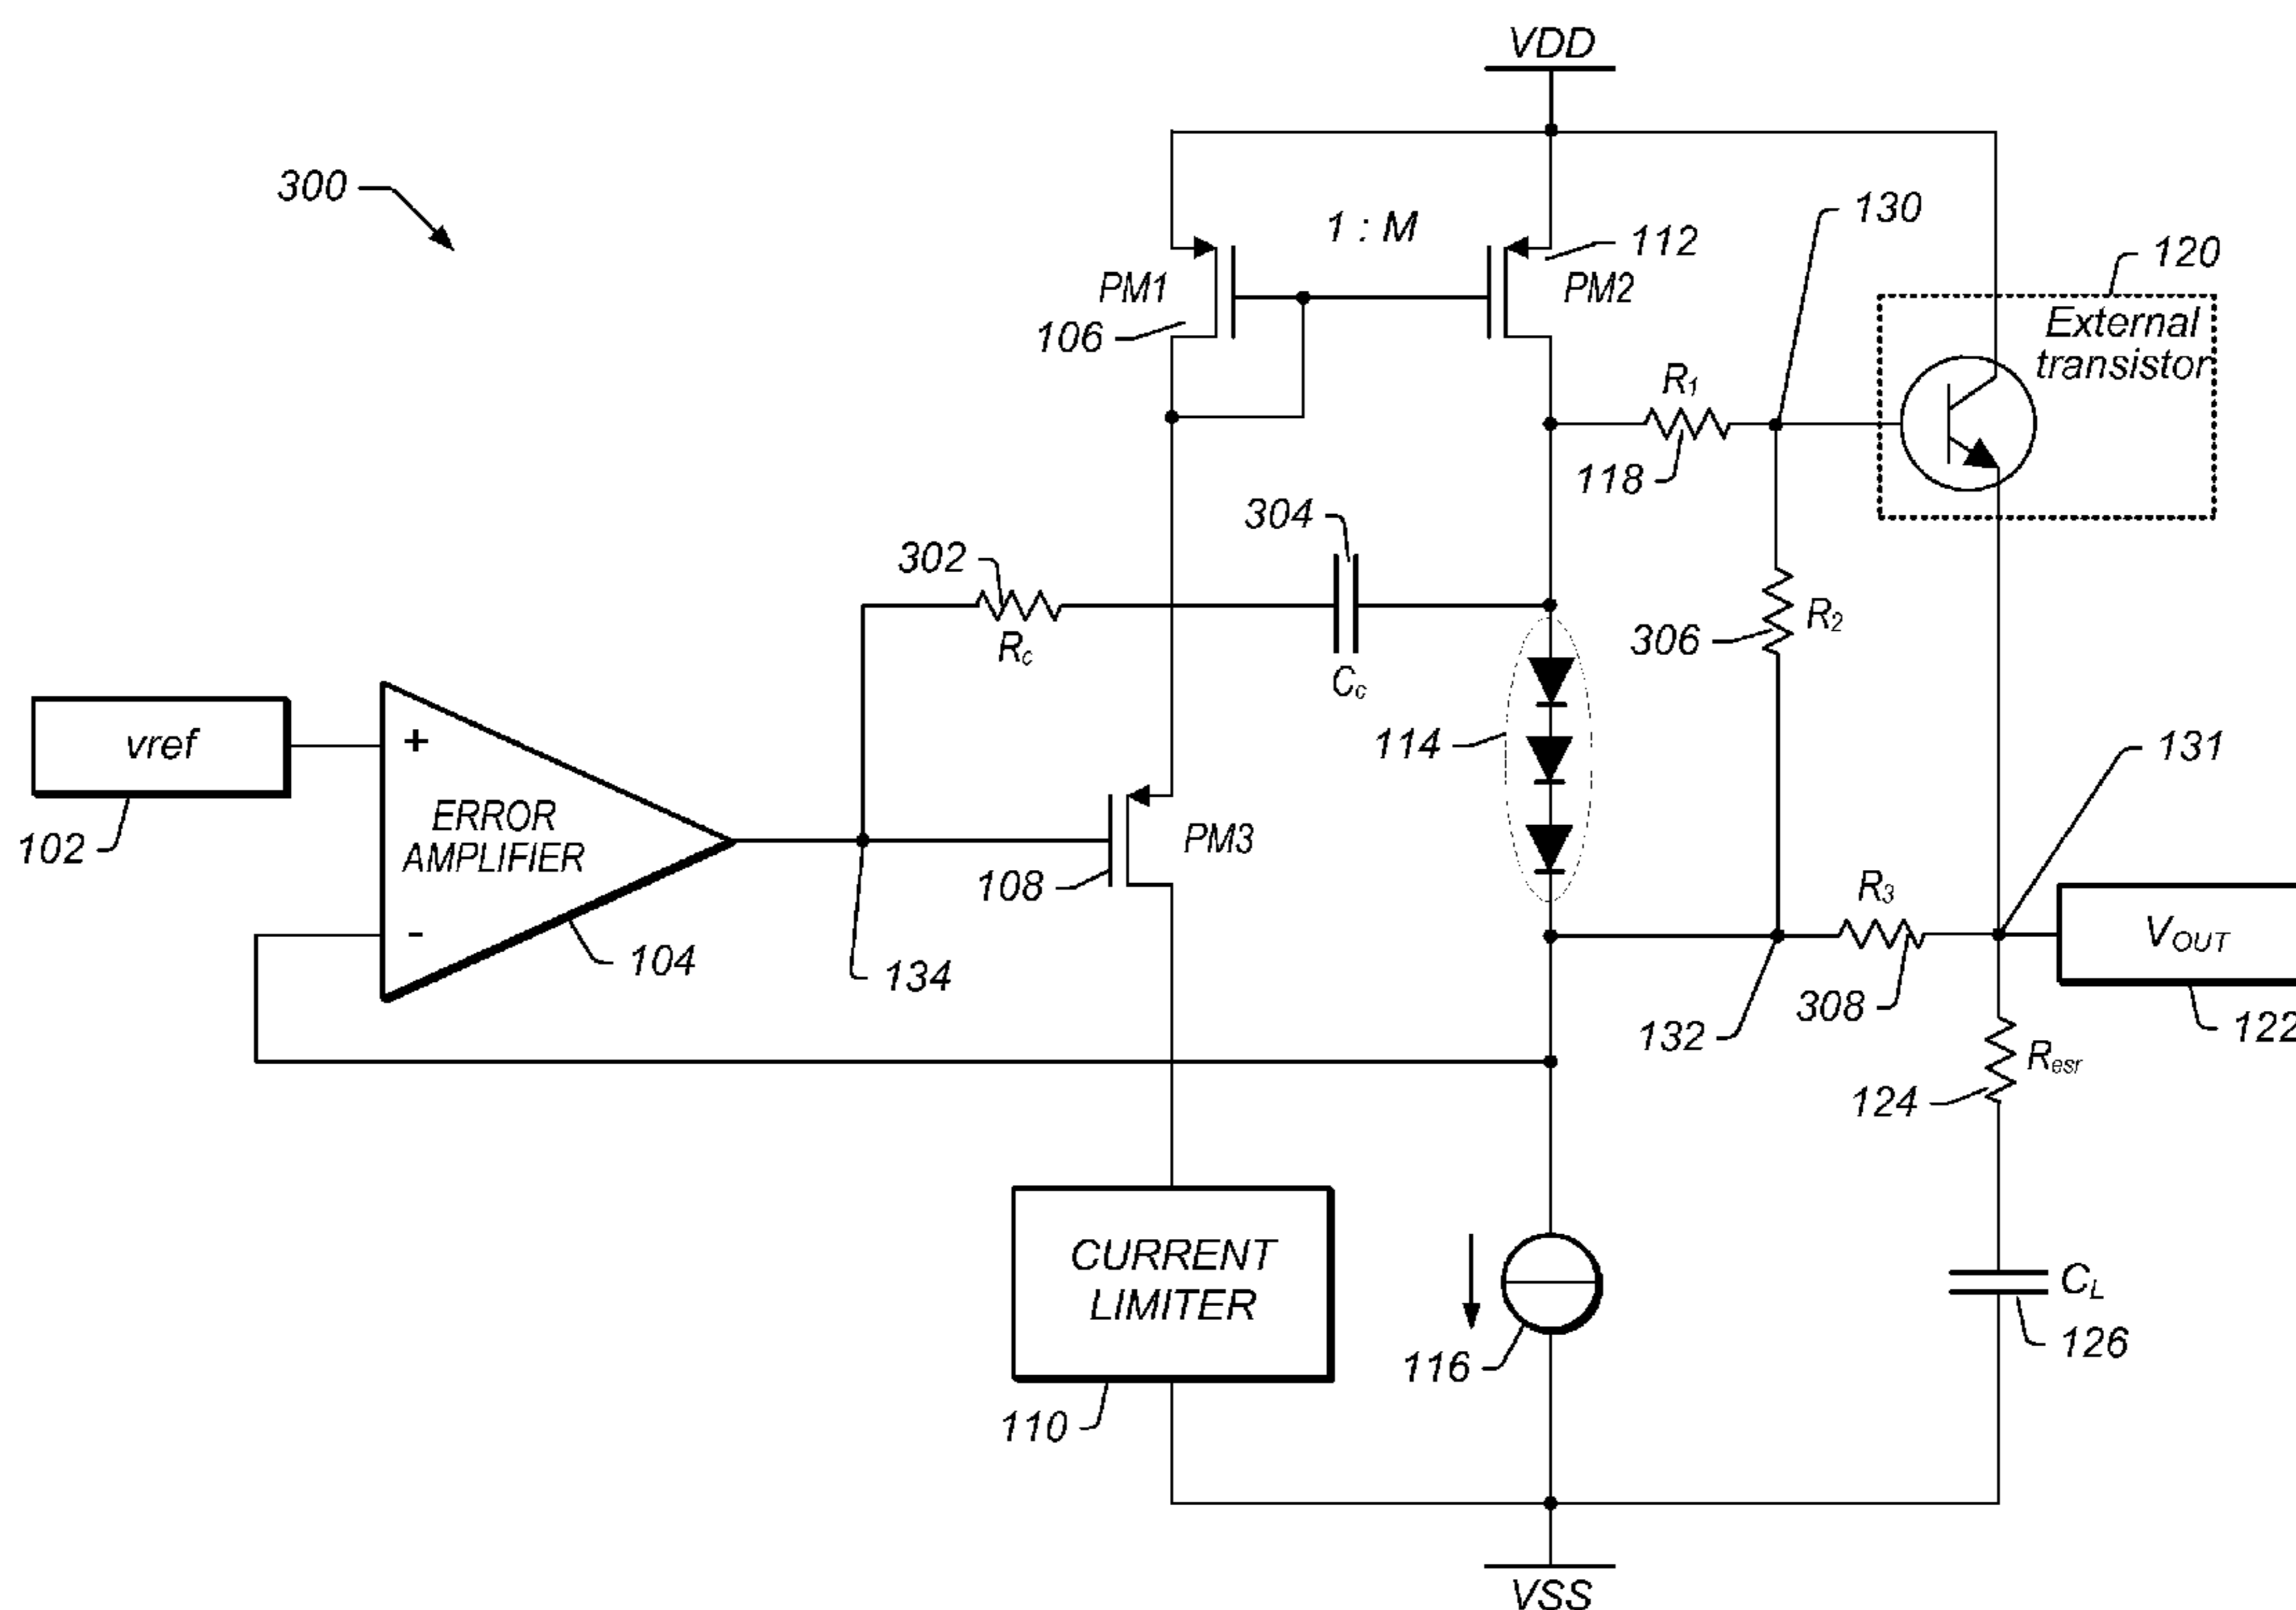 VDD
300
130
1 : M
112
120
PM1
PM2
External
transistor
106
R1
118
304
302
R2
306
Rc
Cc
vref
+
114
131
ERROR
AMPLIFIER
PM3
102
108
R3
-
VOUT
104
134
308
132
122
Resr
124
CURRENT
LIMITER
CL
126
116
110
VSS